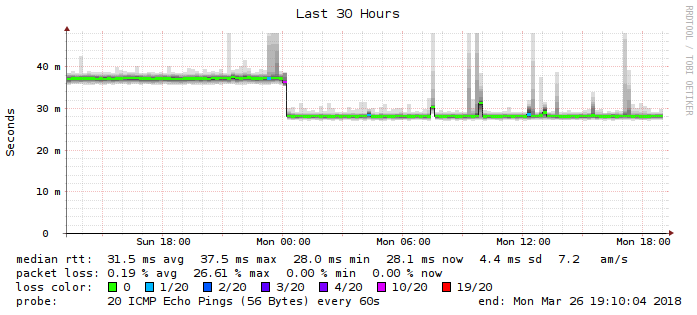 Last 30 Hours
RRDTOOL / TOBI OETIKER
Seconds
40 m
30 m
20 m
10 m
0
Sun 18:00 Mon 00:00 Mon 06:00 Mon 12:00 Mon 18:00
median rtt: 31.5 ms avg 37.5 ms max 28.0 ms min 28.1 ms now 4.4 ms sd 7.2 am/s
packet loss: 0.19 % avg 26.61 % max 0.00 % min 0.00 % now
loss color: 0 1/20 2/20 3/20 4/20 10/20 19/20
probe: 20 ICMP Echo Pings (56 Bytes) every 60s end: Mon Mar 26 19:10:04 2018